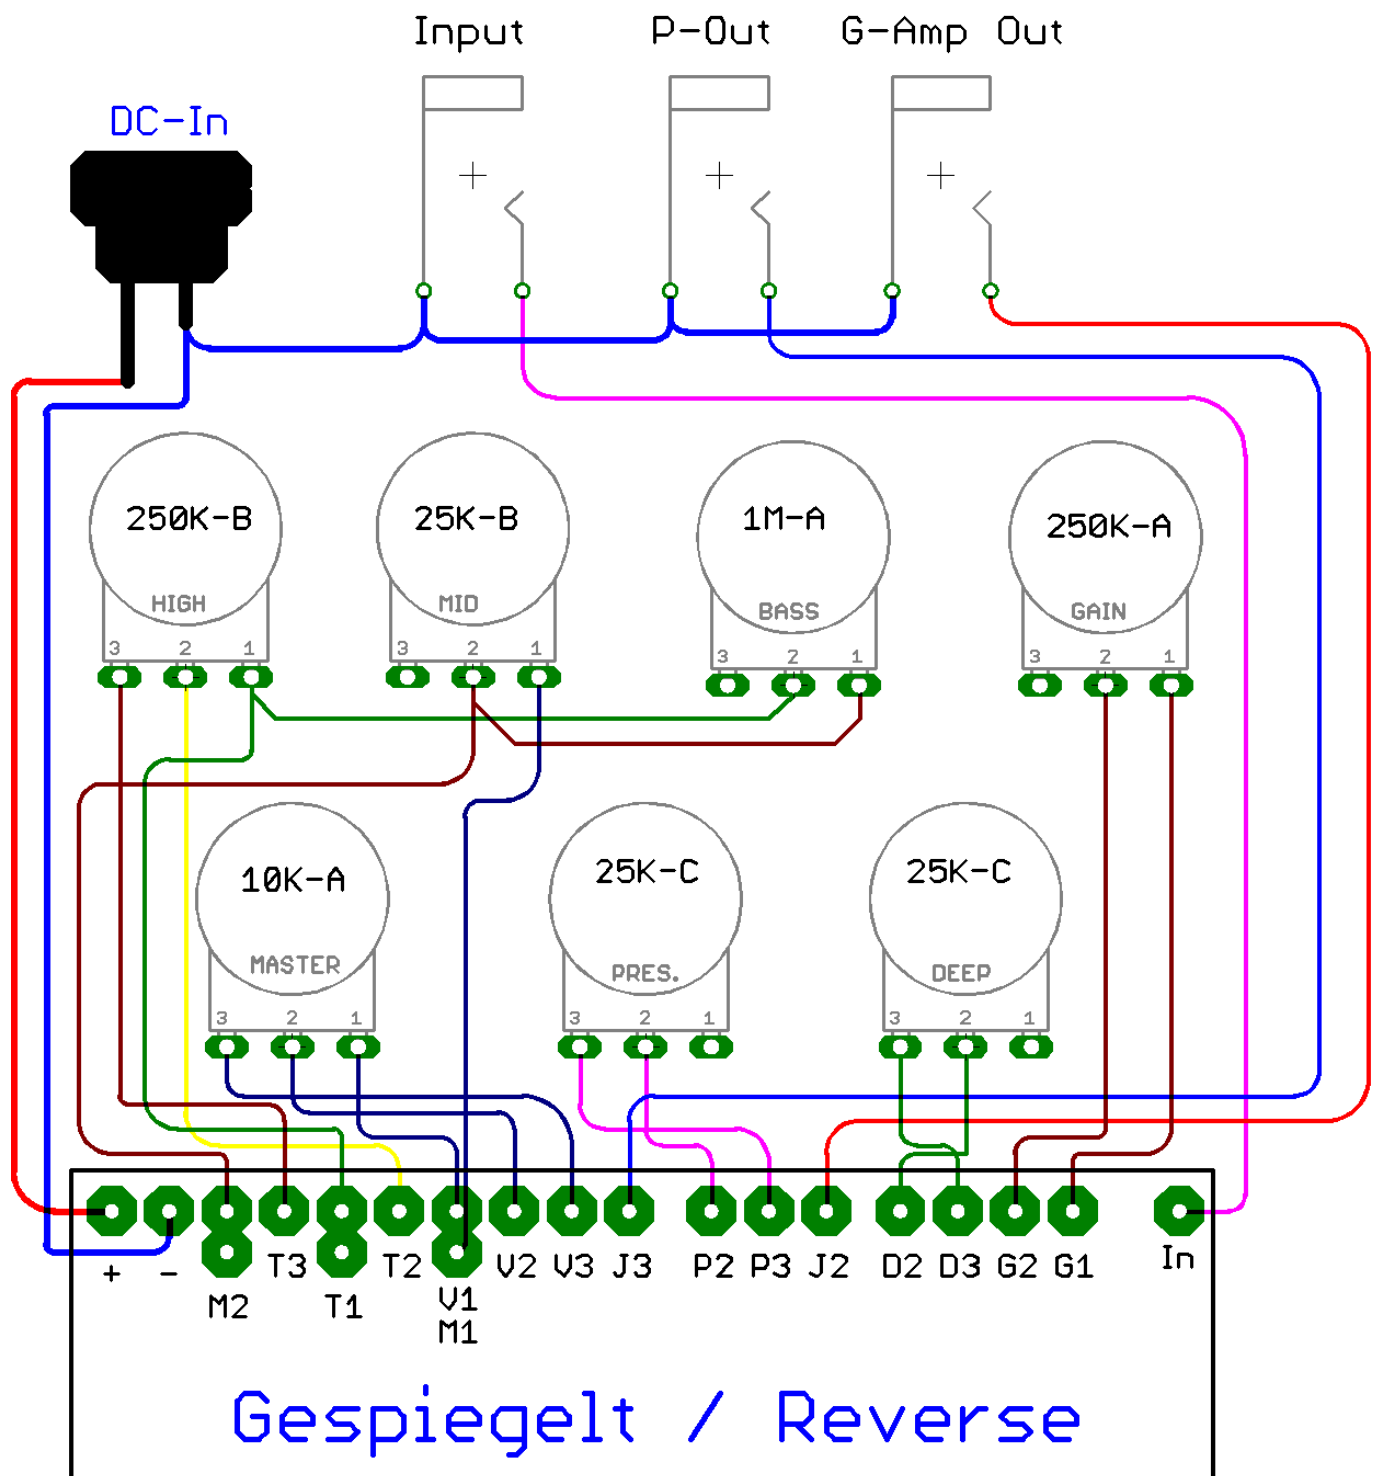 Input P-Out G-Amp Out
DC-In
250K-B 25K-B 1M-A 250K-A
HIGH MID BASS GAIN
3 2 1 3 2 1 3 2 1 3 2 1
10K-A 25K-C 25K-C
MASTER PRES. DEEP
3 2 1 3 2 1 3 2 1
+ - T3 T2 V2 V3 J3 P2 P3 J2 D2 D3 G2 G1 In
M2 T1 V1
M1
Gespiegelt / Reverse